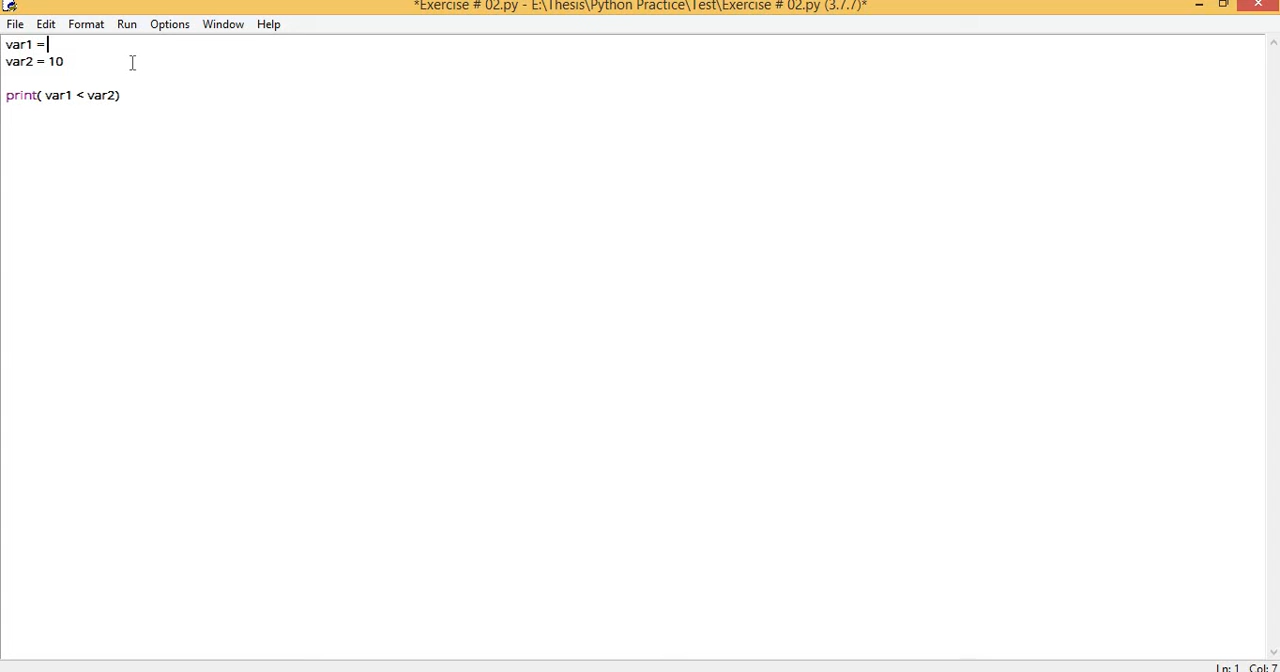 *Exercise # 02.py - E:\Thesis\Python Practice\Test\Exercise # 02.py (3.7.7)*
File Edit Format Run Options Window Help
var1 =
var2 = 10
print( var1 < var2)
Ln: 1 Col: 7